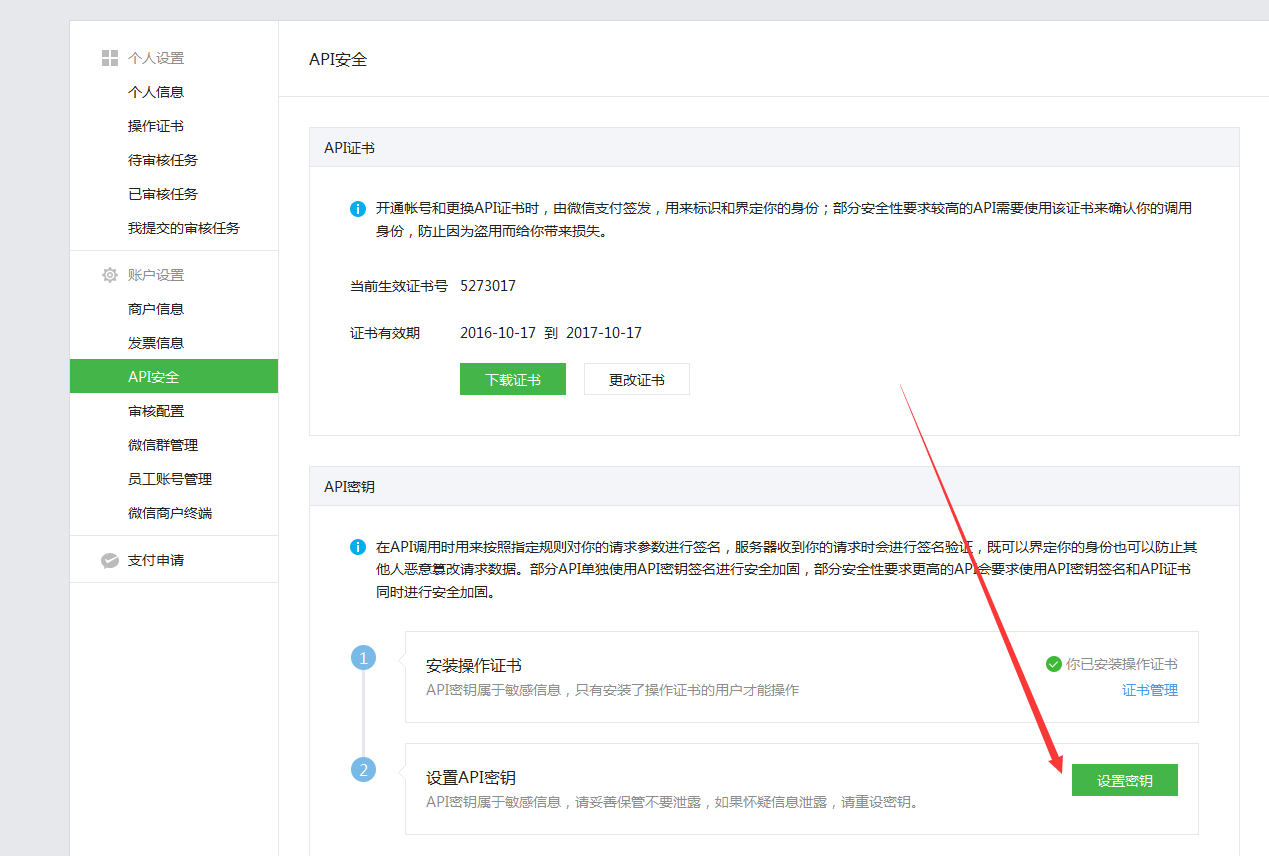 个人设置
个人信息
操作证书
待审核任务
已审核任务
我提交的审核任务
账户设置
商户信息
发票信息
API安全
审核配置
微信群管理
员工账号管理
微信商户终端
支付申请
API安全
API证书
开通帐号和更换API证书时，由微信支付签发，用来标识和界定你的身份；部分安全性要求较高的API需要使用该证书来确认你的调用
身份，防止因为盗用而给你带来损失。
当前生效证书号 5273017
证书有效期 2016-10-17 到 2017-10-17
下载证书 更改证书
API密钥
在API调用时用来按照指定规则对你的请求参数进行签名，服务器收到你的请求时会进行签名验证，既可以界定你的身份也可以防止其
他人恶意篡改请求数据。部分API单独使用API密钥签名进行安全加固，部分安全性要求更高的API会要求使用API密钥签名和API证书
同时进行安全加固。
1
安装操作证书
API密钥属于敏感信息，只有安装了操作证书的用户才能操作
你已安装操作证书
证书管理
2
设置API密钥
API密钥属于敏感信息，请妥善保管不要泄露，如果怀疑信息泄露，请重设密钥。
设置密钥